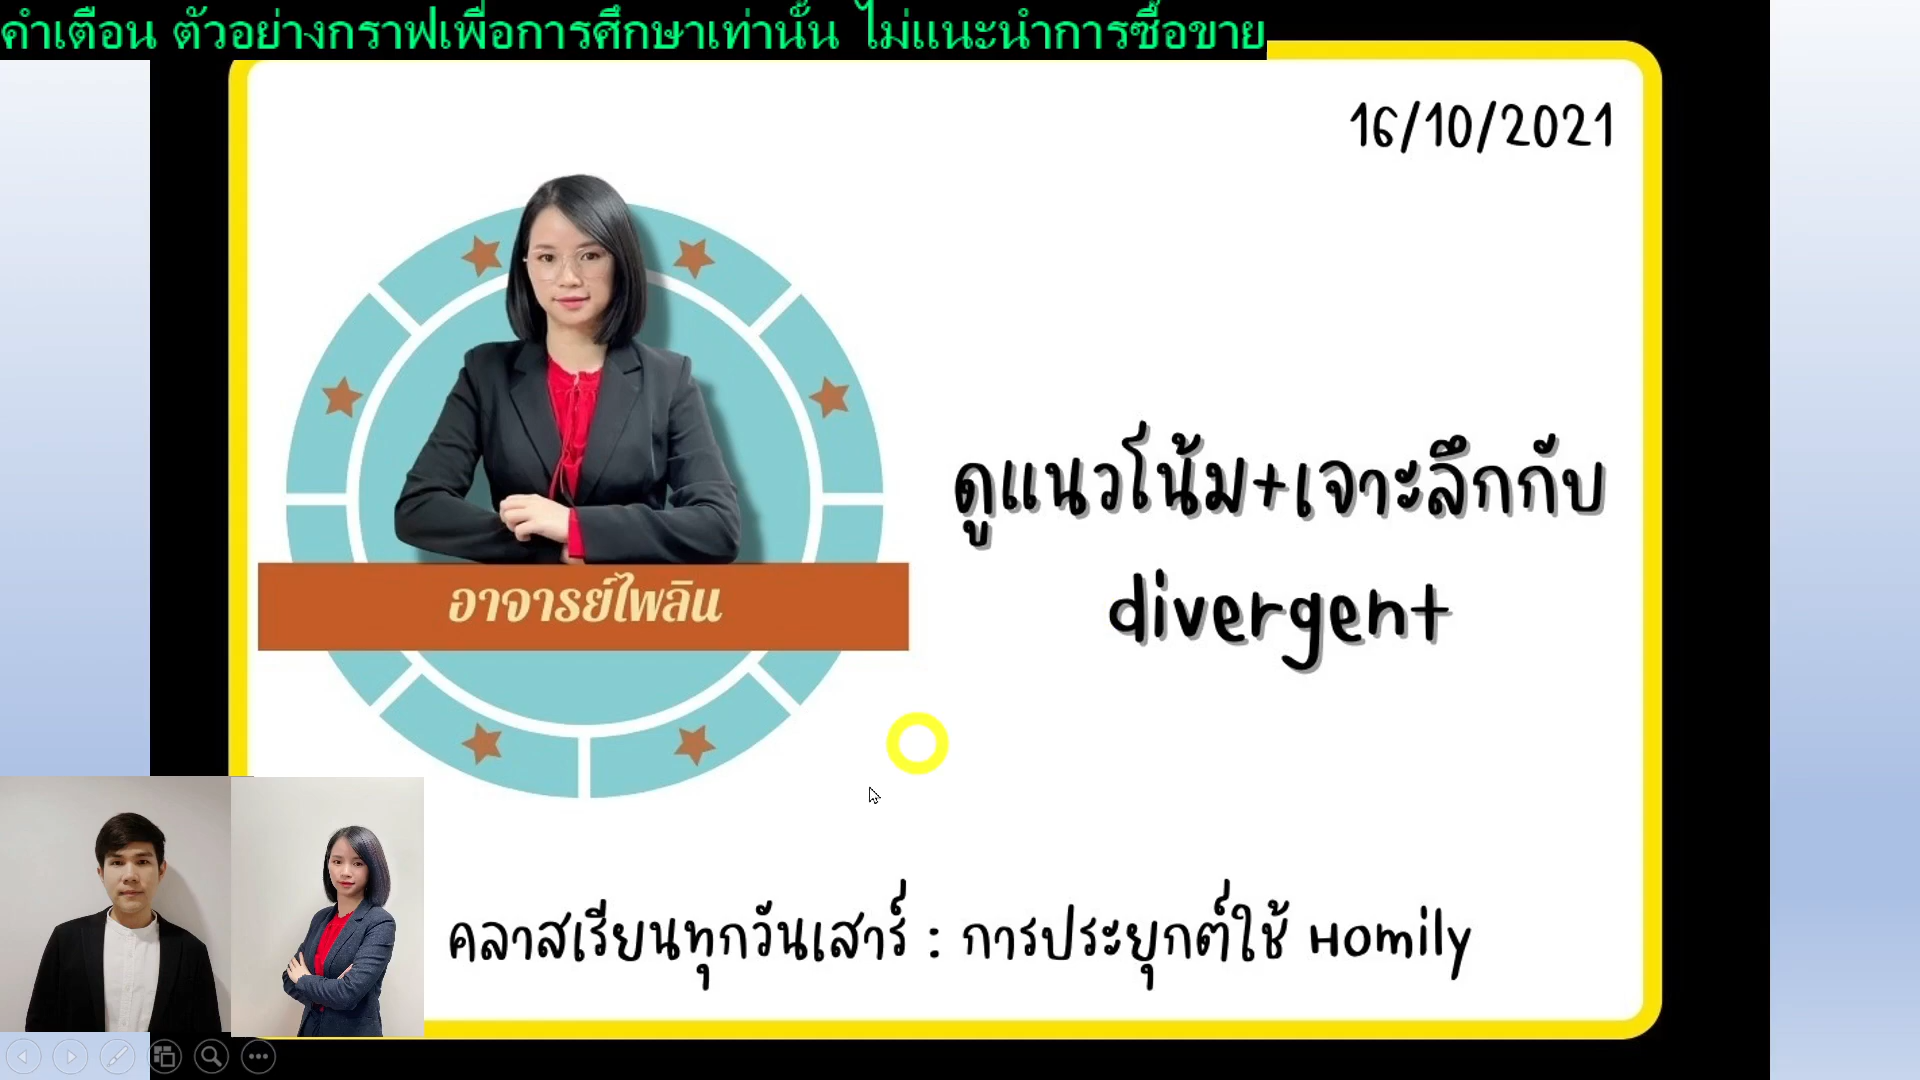 คำเตือน ตัวอย่างกราฟเพื่อการศึกษาเท่านั้น ไม่แนะนำการซื้อขาย
16/10/2021
อาจารย์ไพลิน
ดูแนวโน้ม+เจาะลึกกับ
divergent
คลาสเรียนทุกวันเสาร์ : การประยุกต์ใช้ Homily